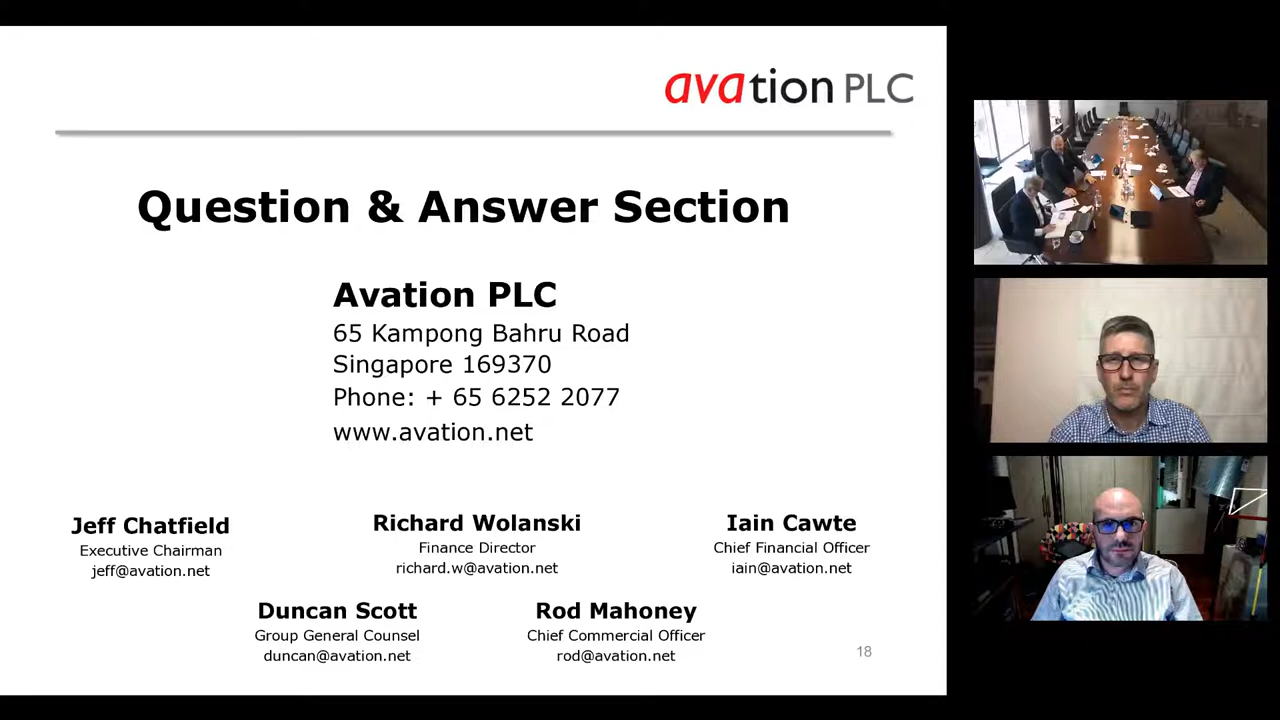 avation PLC
Question & Answer Section
Avation PLC
65 Kampong Bahru Road
Singapore 169370
Phone: + 65 6252 2077
www.avation.net
Jeff Chatfield
Executive Chairman
jeff@avation.net
Richard Wolanski
Finance Director
richard.w@avation.net
Iain Cawte
Chief Financial Officer
iain@avation.net
Duncan Scott
Group General Counsel
duncan@avation.net
Rod Mahoney
Chief Commercial Officer
rod@avation.net
18